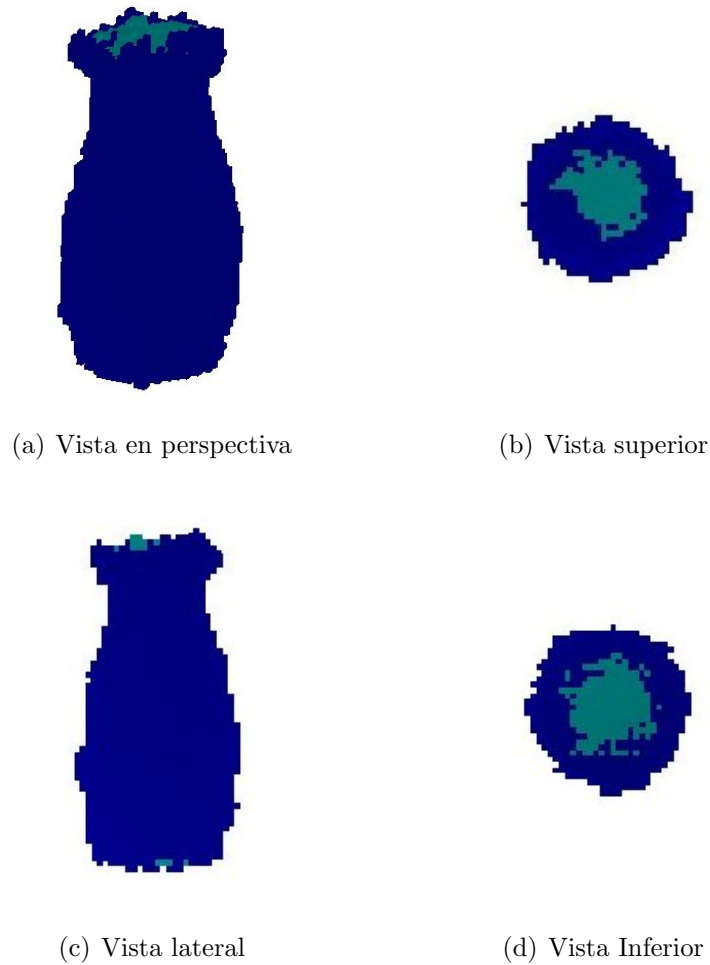 (a) Vista en perspectiva
(b) Vista superior
(c) Vista lateral
(d) Vista Inferior